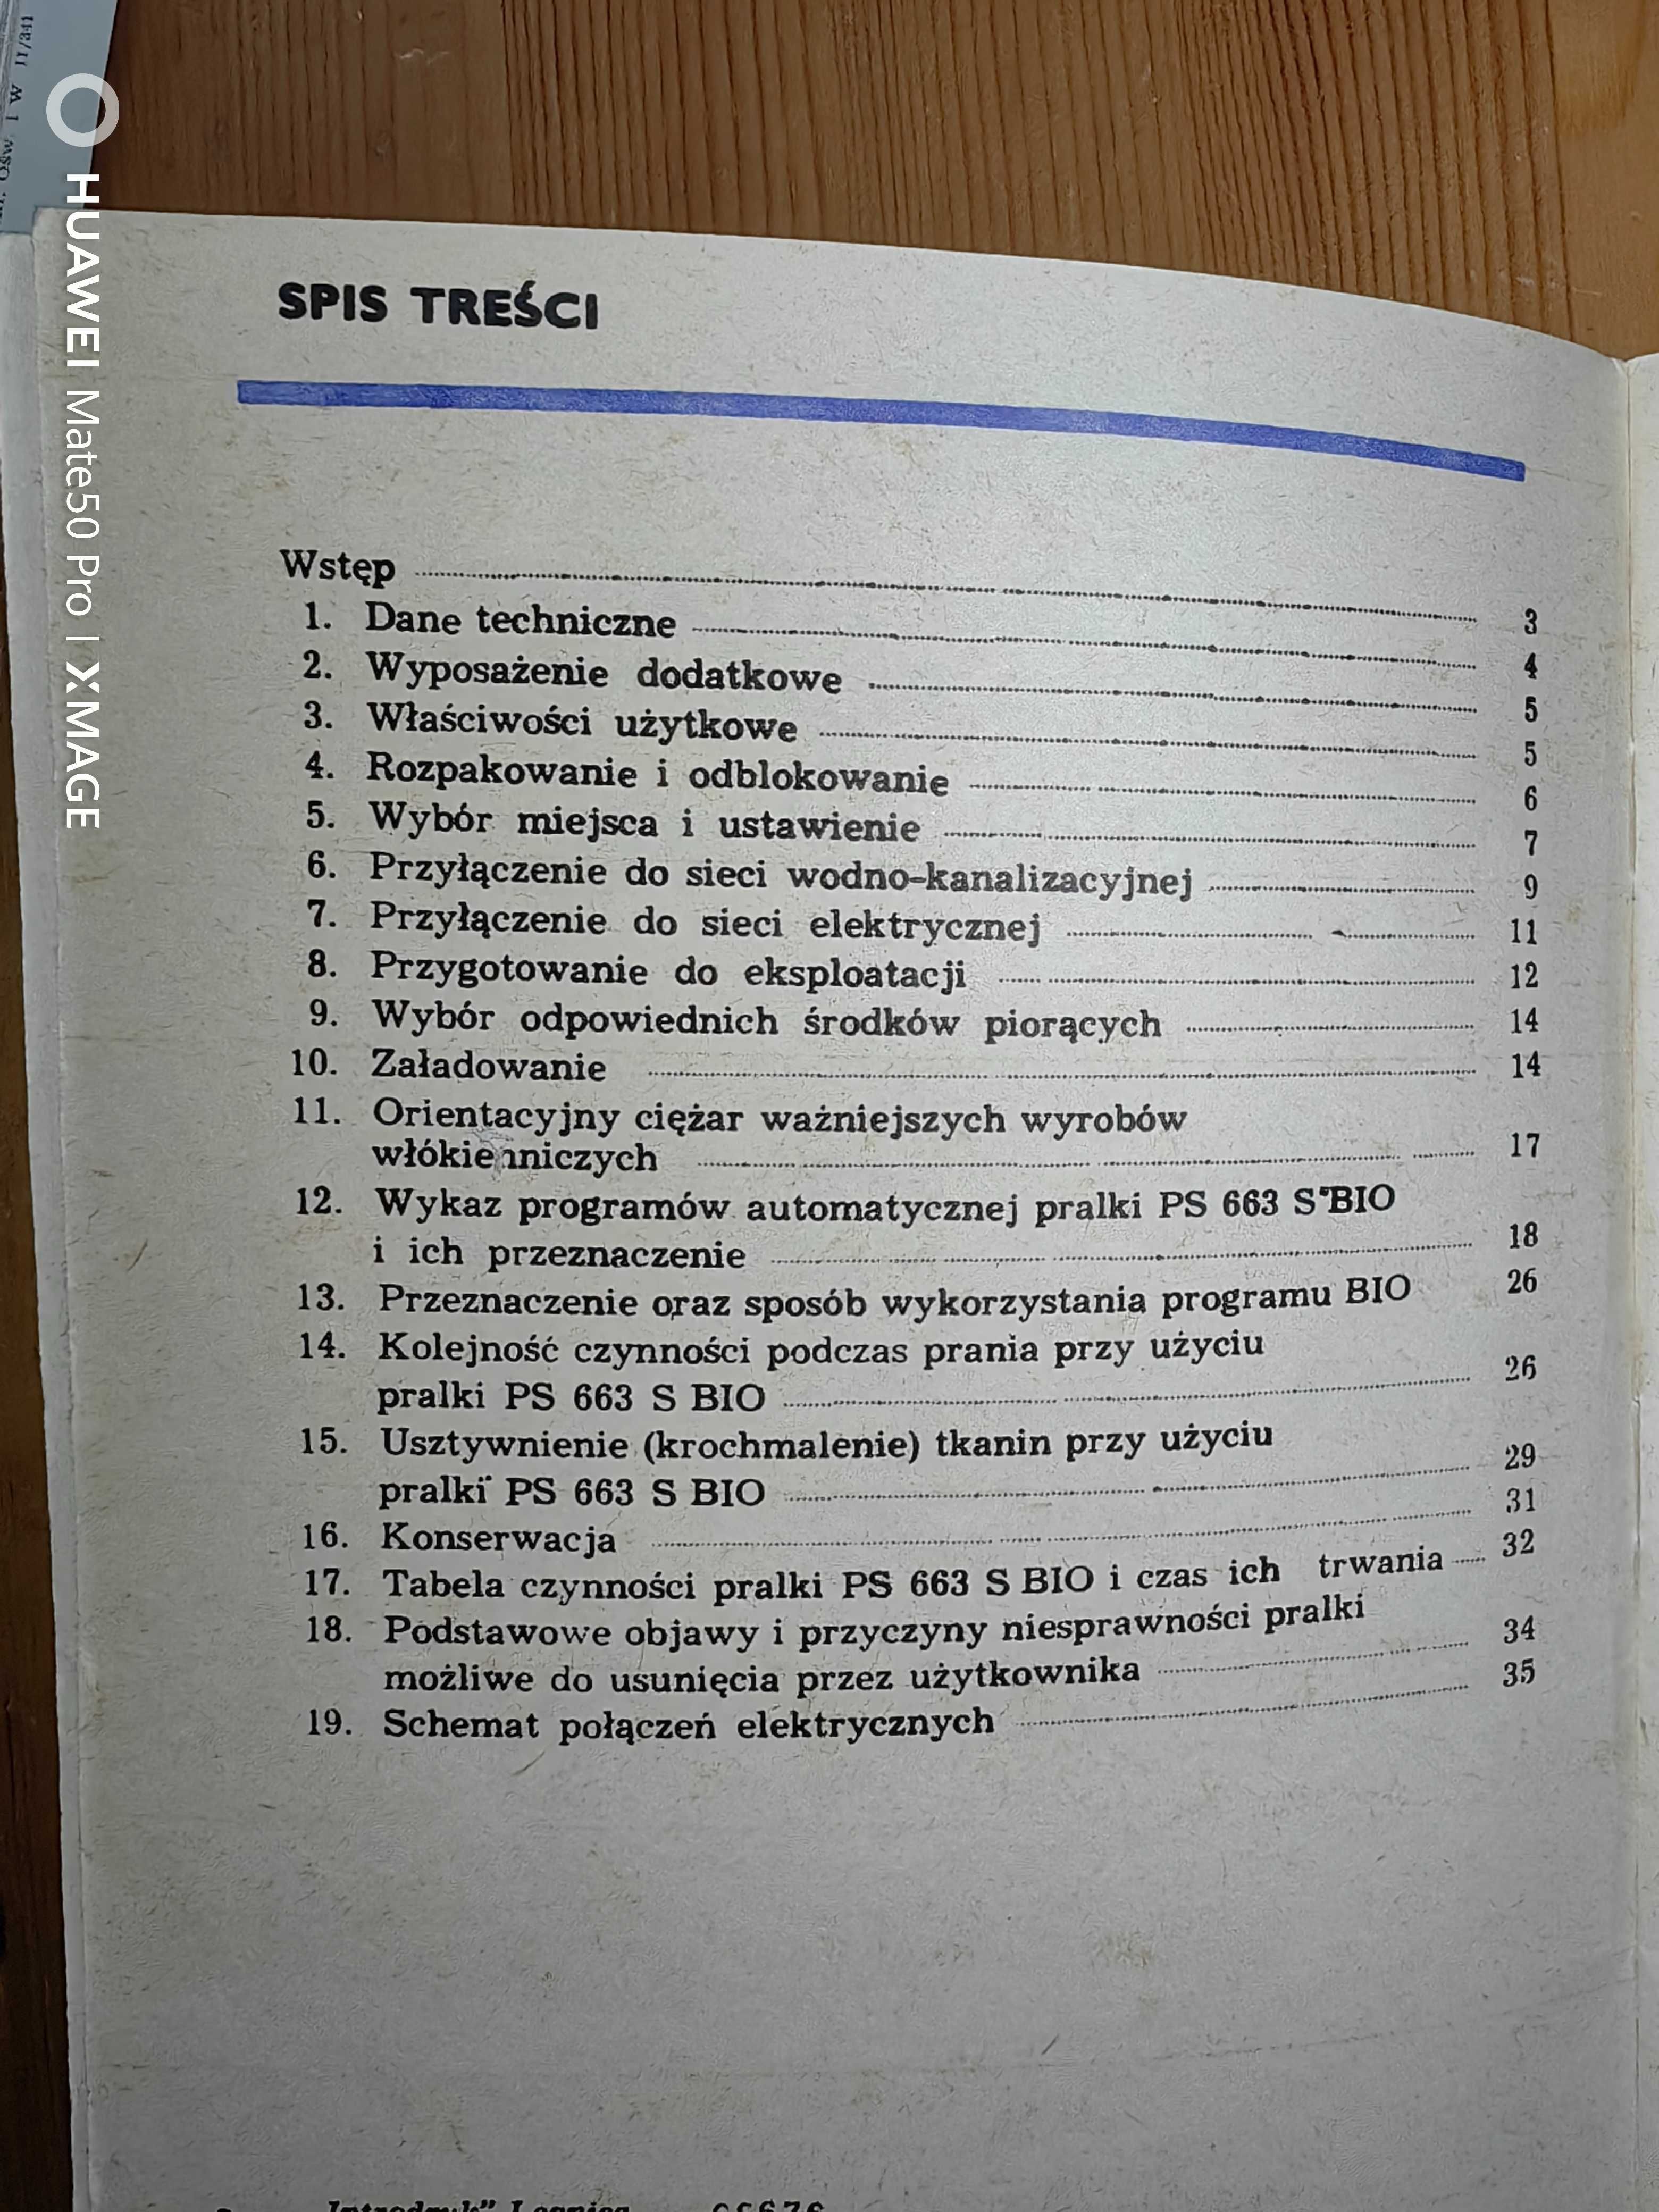 SPIS TREŚCI
Wstęp 3
1. Dane techniczne 4
2. Wyposażenie dodatkowe 5
3. Właściwości użytkowe 5
4. Rozpakowanie i odblokowanie 6
5. Wybór miejsca i ustawienie 7
6. Przyłączenie do sieci wodno-kanalizacyjnej 9
7. Przyłączenie do sieci elektrycznej 11
8. Przygotowanie do eksploatacji 12
9. Wybór odpowiednich środków piorących 14
10. Załadowanie 14
11. Orientacyjny ciężar ważniejszych wyrobów
włókienniczych 17
12. Wykaz programów automatycznej pralki PS 663 S BIO
i ich przeznaczenie 18
13. Przeznaczenie oraz sposób wykorzystania programu BIO 26
14. Kolejność czynności podczas prania przy użyciu
pralki PS 663 S BIO 26
15. Usztywnienie (krochmalenie) tkanin przy użyciu
pralki PS 663 S BIO 29
16. Konserwacja 31
17. Tabela czynności pralki PS 663 S BIO i czas ich trwania 32
18. Podstawowe objawy i przyczyny niesprawności pralki
możliwe do usunięcia przez użytkownika 34
19. Schemat połączeń elektrycznych 35
HUAWEI Mate50 Pro | XMAGE